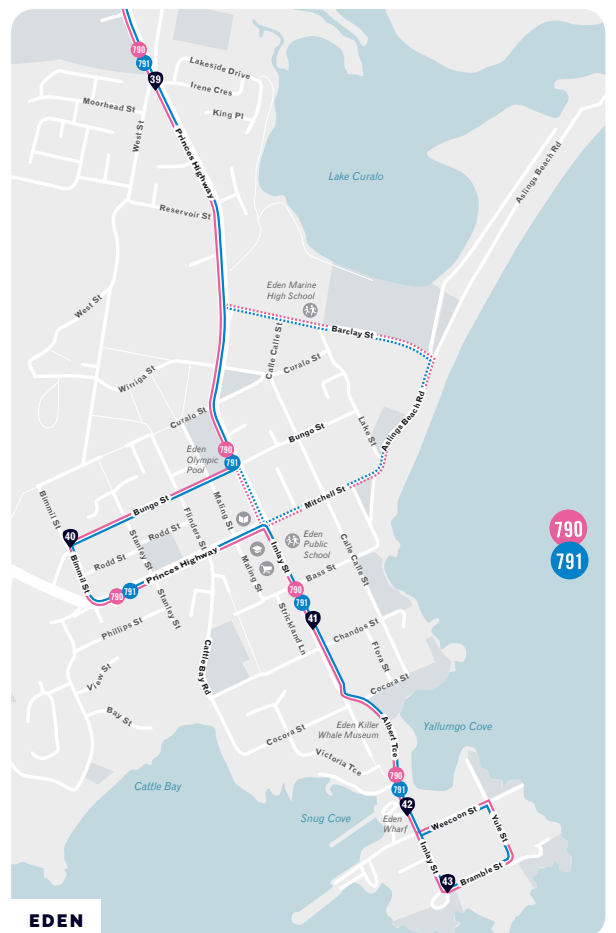 790
791
39
Lakeside Drive
Irene Cres
King Pl
Moorhead St
West St
Princes Highway
Reservoir St
Lake Curalo
Aslings Beach Rd
Eden Marine
High School
Barclay St
West St
Calle Calle St
Curalo St
Wirriga St
Curalo St
Lake St
Aslings Beach Rd
Bungo St
Eden
Olympic
Pool
790
791
Mitchell St
Bimmil St
Bungo St
Mailing St
Flinders St
Rodd St
Stanley St
40
Rodd St
Bimmil St
Princes Highway
790
791
Imlay St
Eden
Public
School
Calle Calle St
Mailing St
Bass St
790
791
790
791
Stanley St
Strickland Ln
41
Phillips St
Chandos St
Flora St
Cattle Bay Rd
View St
Cocora St
Bay St
Albert Tce
Eden Killer
Whale Museum
Yallumgo Cove
Cocora St
Victoria Tce
Cattle Bay
790
791
42
Snug Cove
Eden
Wharf
Weecoon St
Yule St
Imlay St
43
Bramble St
EDEN